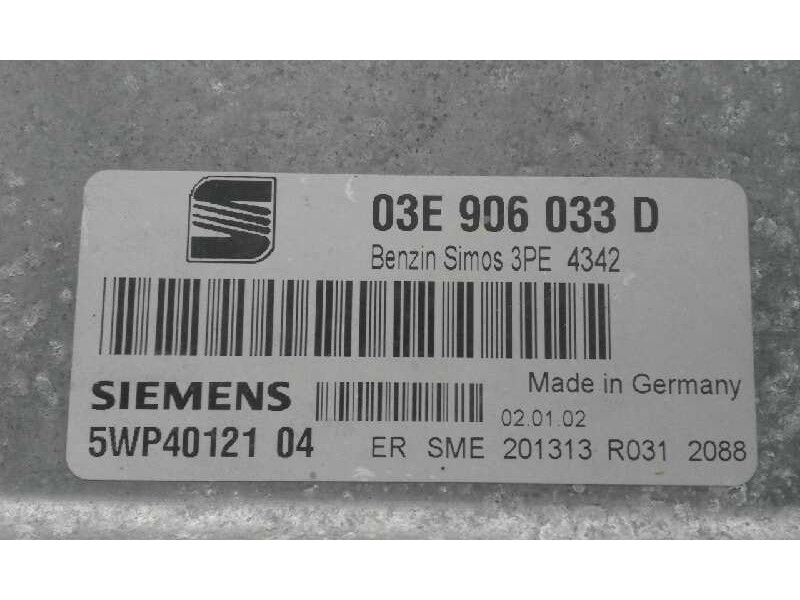 03E 906 033 D
Benzin Simos 3PE 4342
SIEMENS
Made in Germany
02.01.02
5WP40121 04
ER SME 201313 R031 2088